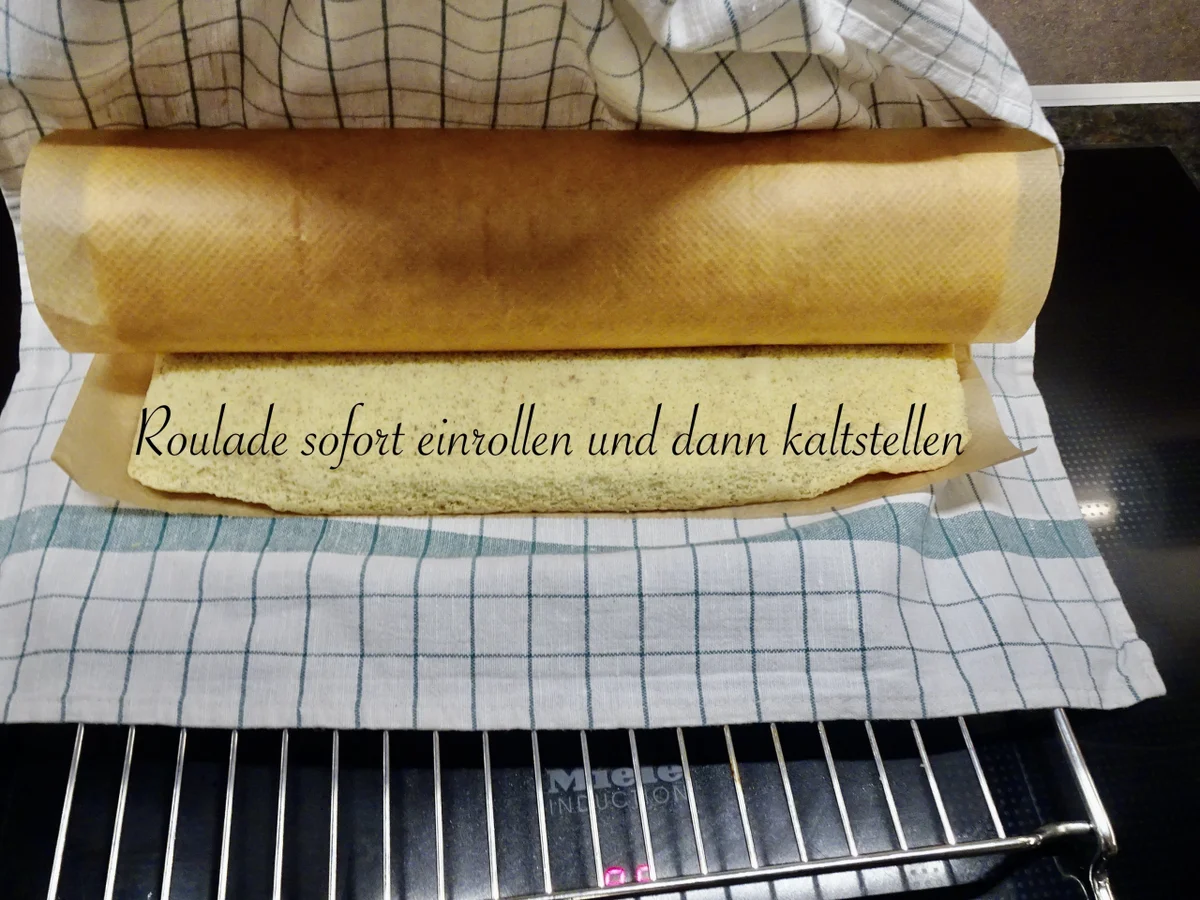 Roulade sofort einrollen und dann kaltstellen
Miele
INDUCTION